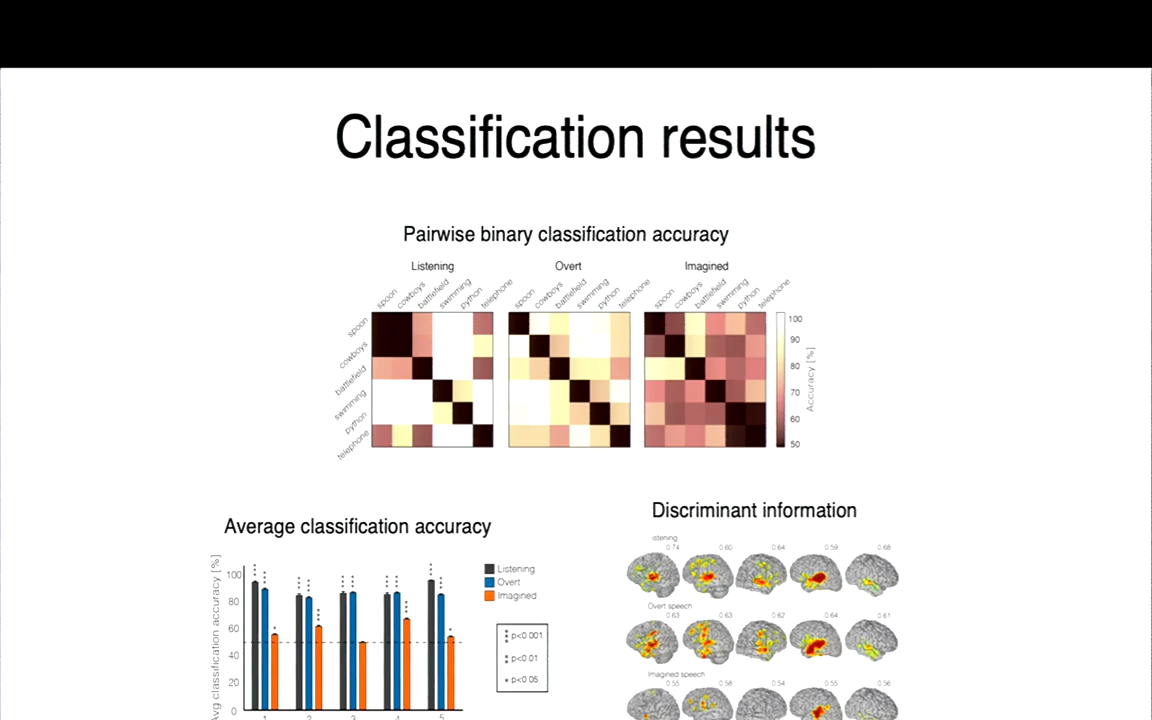 Classification results
Pairwise binary classification accuracy
Listening Overt Imagined
spoon cowboys battlefield swimming python telephone spoon cowboys battlefield swimming python telephone spoon cowboys battlefield swimming python telephone
spoon
cowboys
battlefield
swimming
python
telephone
100
90
80
70
60
50
Accuracy [%]
Average classification accuracy
Avg classification accuracy [%]
100
80
60
40
20
0
1 2 3 4 5
Listening
Overt
Imagined
p<0.001
p<0.01
p<0.05
Discriminant information
istening
0.74 0.60 0.64 0.59 0.68
Overt speech
0.63 0.63 0.62 0.64 0.61
Imagined speech
0.55 0.58 0.54 0.55 0.56